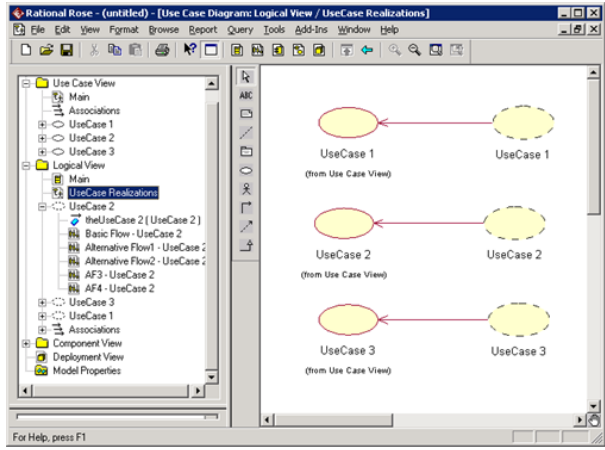 Rational Rose - (untitled) - [Use Case Diagram: Logical View / UseCase Realizations]
File Edit View Format Browse Report Query Tools Add-Ins Window Help
Use Case View
Main
Associations
UseCase 1
UseCase 2
UseCase 3
Logical View
Main
UseCase Realizations
UseCase 2
theUseCase 2 ( UseCase 2 )
Basic Flow - UseCase 2
Alternative Flow1 - UseCase 2
Alternative Flow2 - UseCase 2
AF3 - UseCase 2
AF4 - UseCase 2
UseCase 3
UseCase 1
Associations
Component View
Deployment View
Model Properties
ABC
UseCase 1
(from Use Case View)
UseCase 1
UseCase 2
(from Use Case View)
UseCase 2
UseCase 3
(from Use Case View)
UseCase 3
For Help, press F1